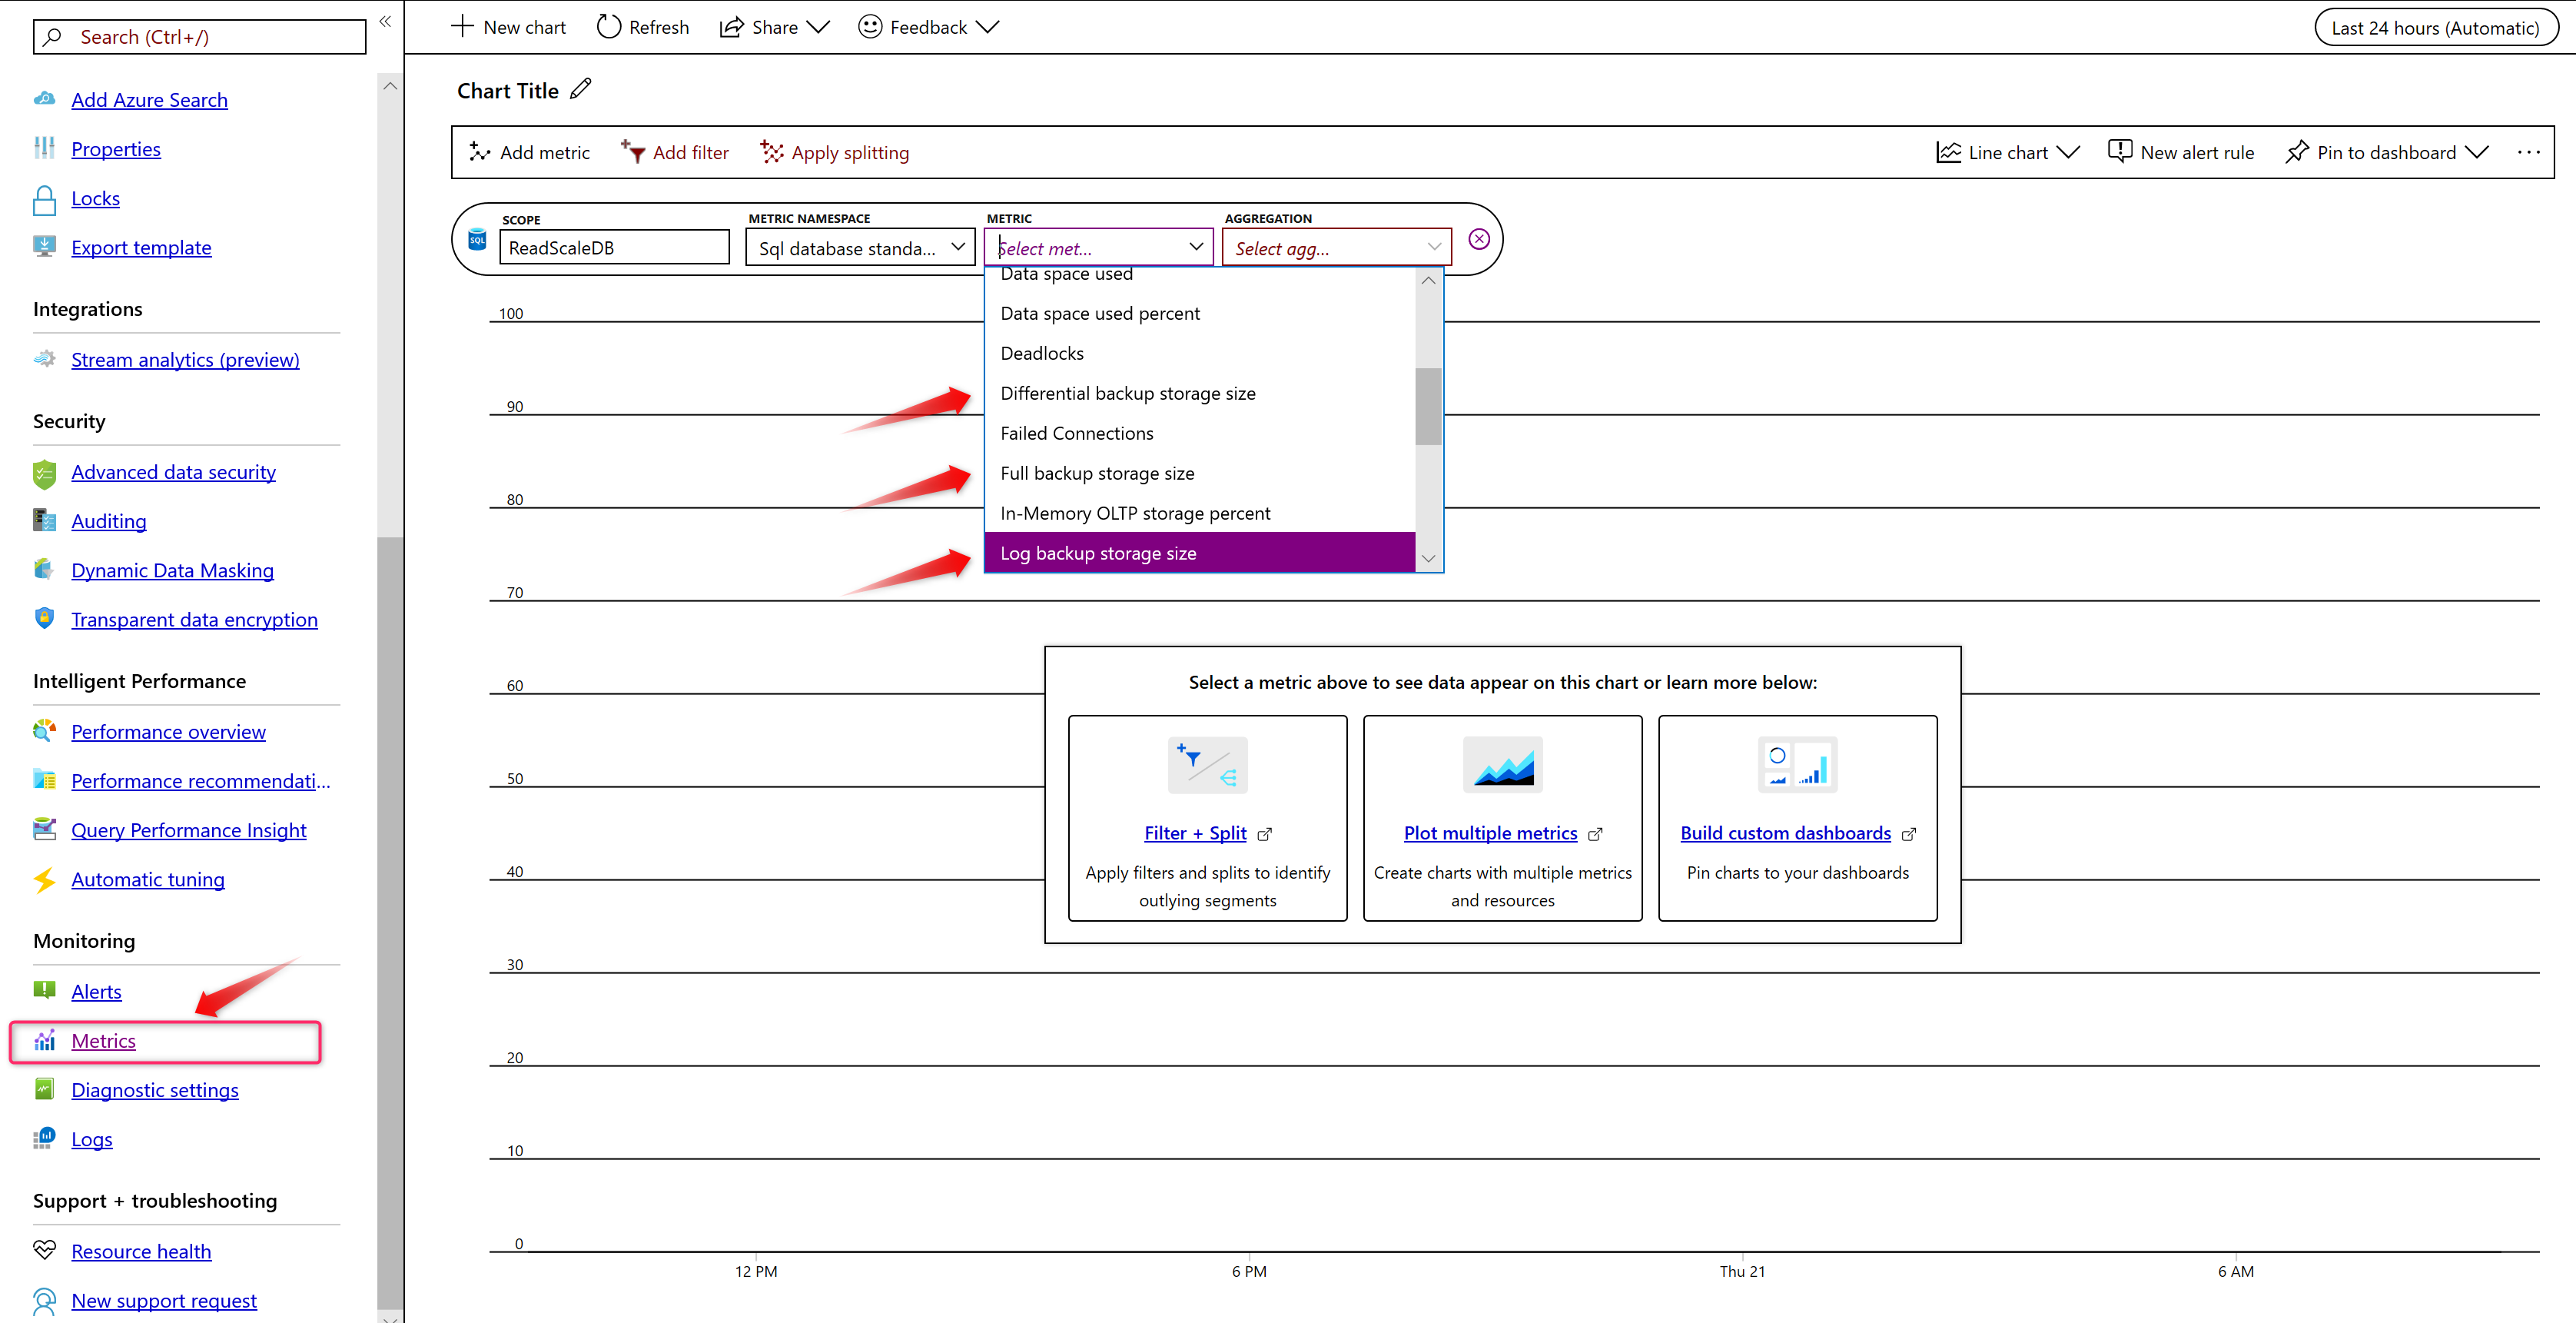 Search (Ctrl+/)
«
Add Azure Search
Properties
Locks
Export template
Integrations
Stream analytics (preview)
Security
Advanced data security
Auditing
Dynamic Data Masking
Transparent data encryption
Intelligent Performance
Performance overview
Performance recommendati...
Query Performance Insight
Automatic tuning
Monitoring
Alerts
Metrics
Diagnostic settings
Logs
Support + troubleshooting
Resource health
New support request
New chart
Refresh
Share
Feedback
Last 24 hours (Automatic)
Chart Title
Add metric
Add filter
Apply splitting
Line chart
New alert rule
Pin to dashboard
...
SQL
SCOPE
ReadScaleDB
METRIC NAMESPACE
Sql database standa...
METRIC
Select met...
AGGREGATION
Select agg...
Data space used
Data space used percent
Deadlocks
Differential backup storage size
Failed Connections
Full backup storage size
In-Memory OLTP storage percent
Log backup storage size
100
90
80
70
60
50
40
30
20
10
0
12 PM
6 PM
Thu 21
6 AM
Select a metric above to see data appear on this chart or learn more below:
Filter + Split
Apply filters and splits to identify
outlying segments
Plot multiple metrics
Create charts with multiple metrics
and resources
Build custom dashboards
Pin charts to your dashboards